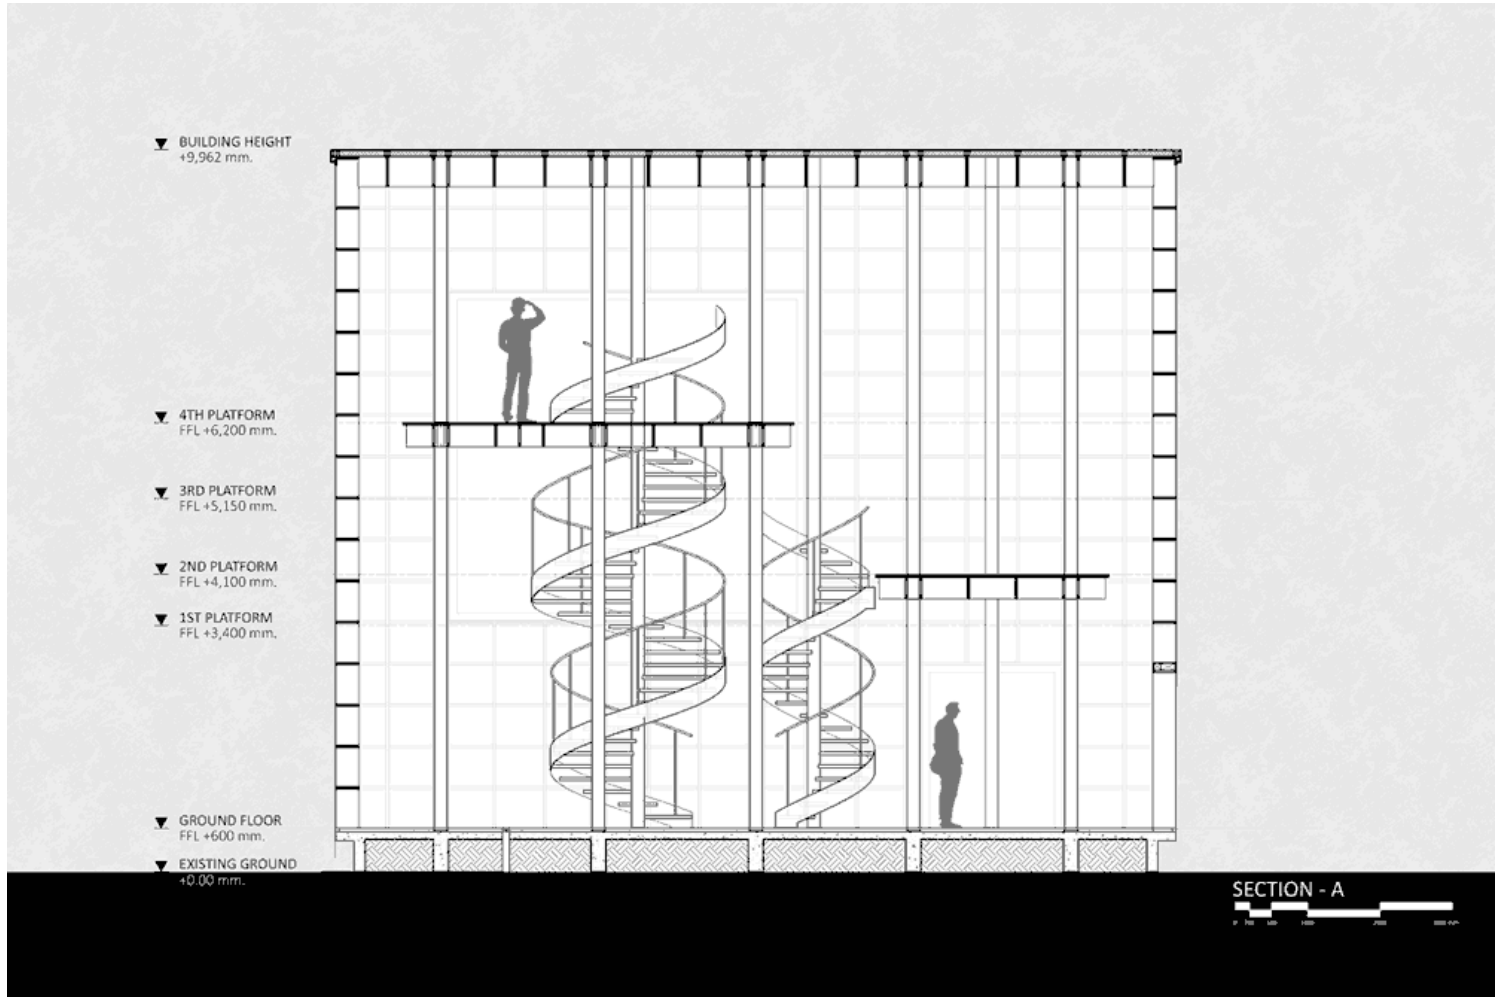 BUILDING HEIGHT
+9,962 mm.
4TH PLATFORM
FFL +6,200 mm.
3RD PLATFORM
FFL +5,150 mm.
2ND PLATFORM
FFL +4,100 mm.
1ST PLATFORM
FFL +3,400 mm.
GROUND FLOOR
FFL +600 mm.
EXISTING GROUND
+0.00 mm.
SECTION - A